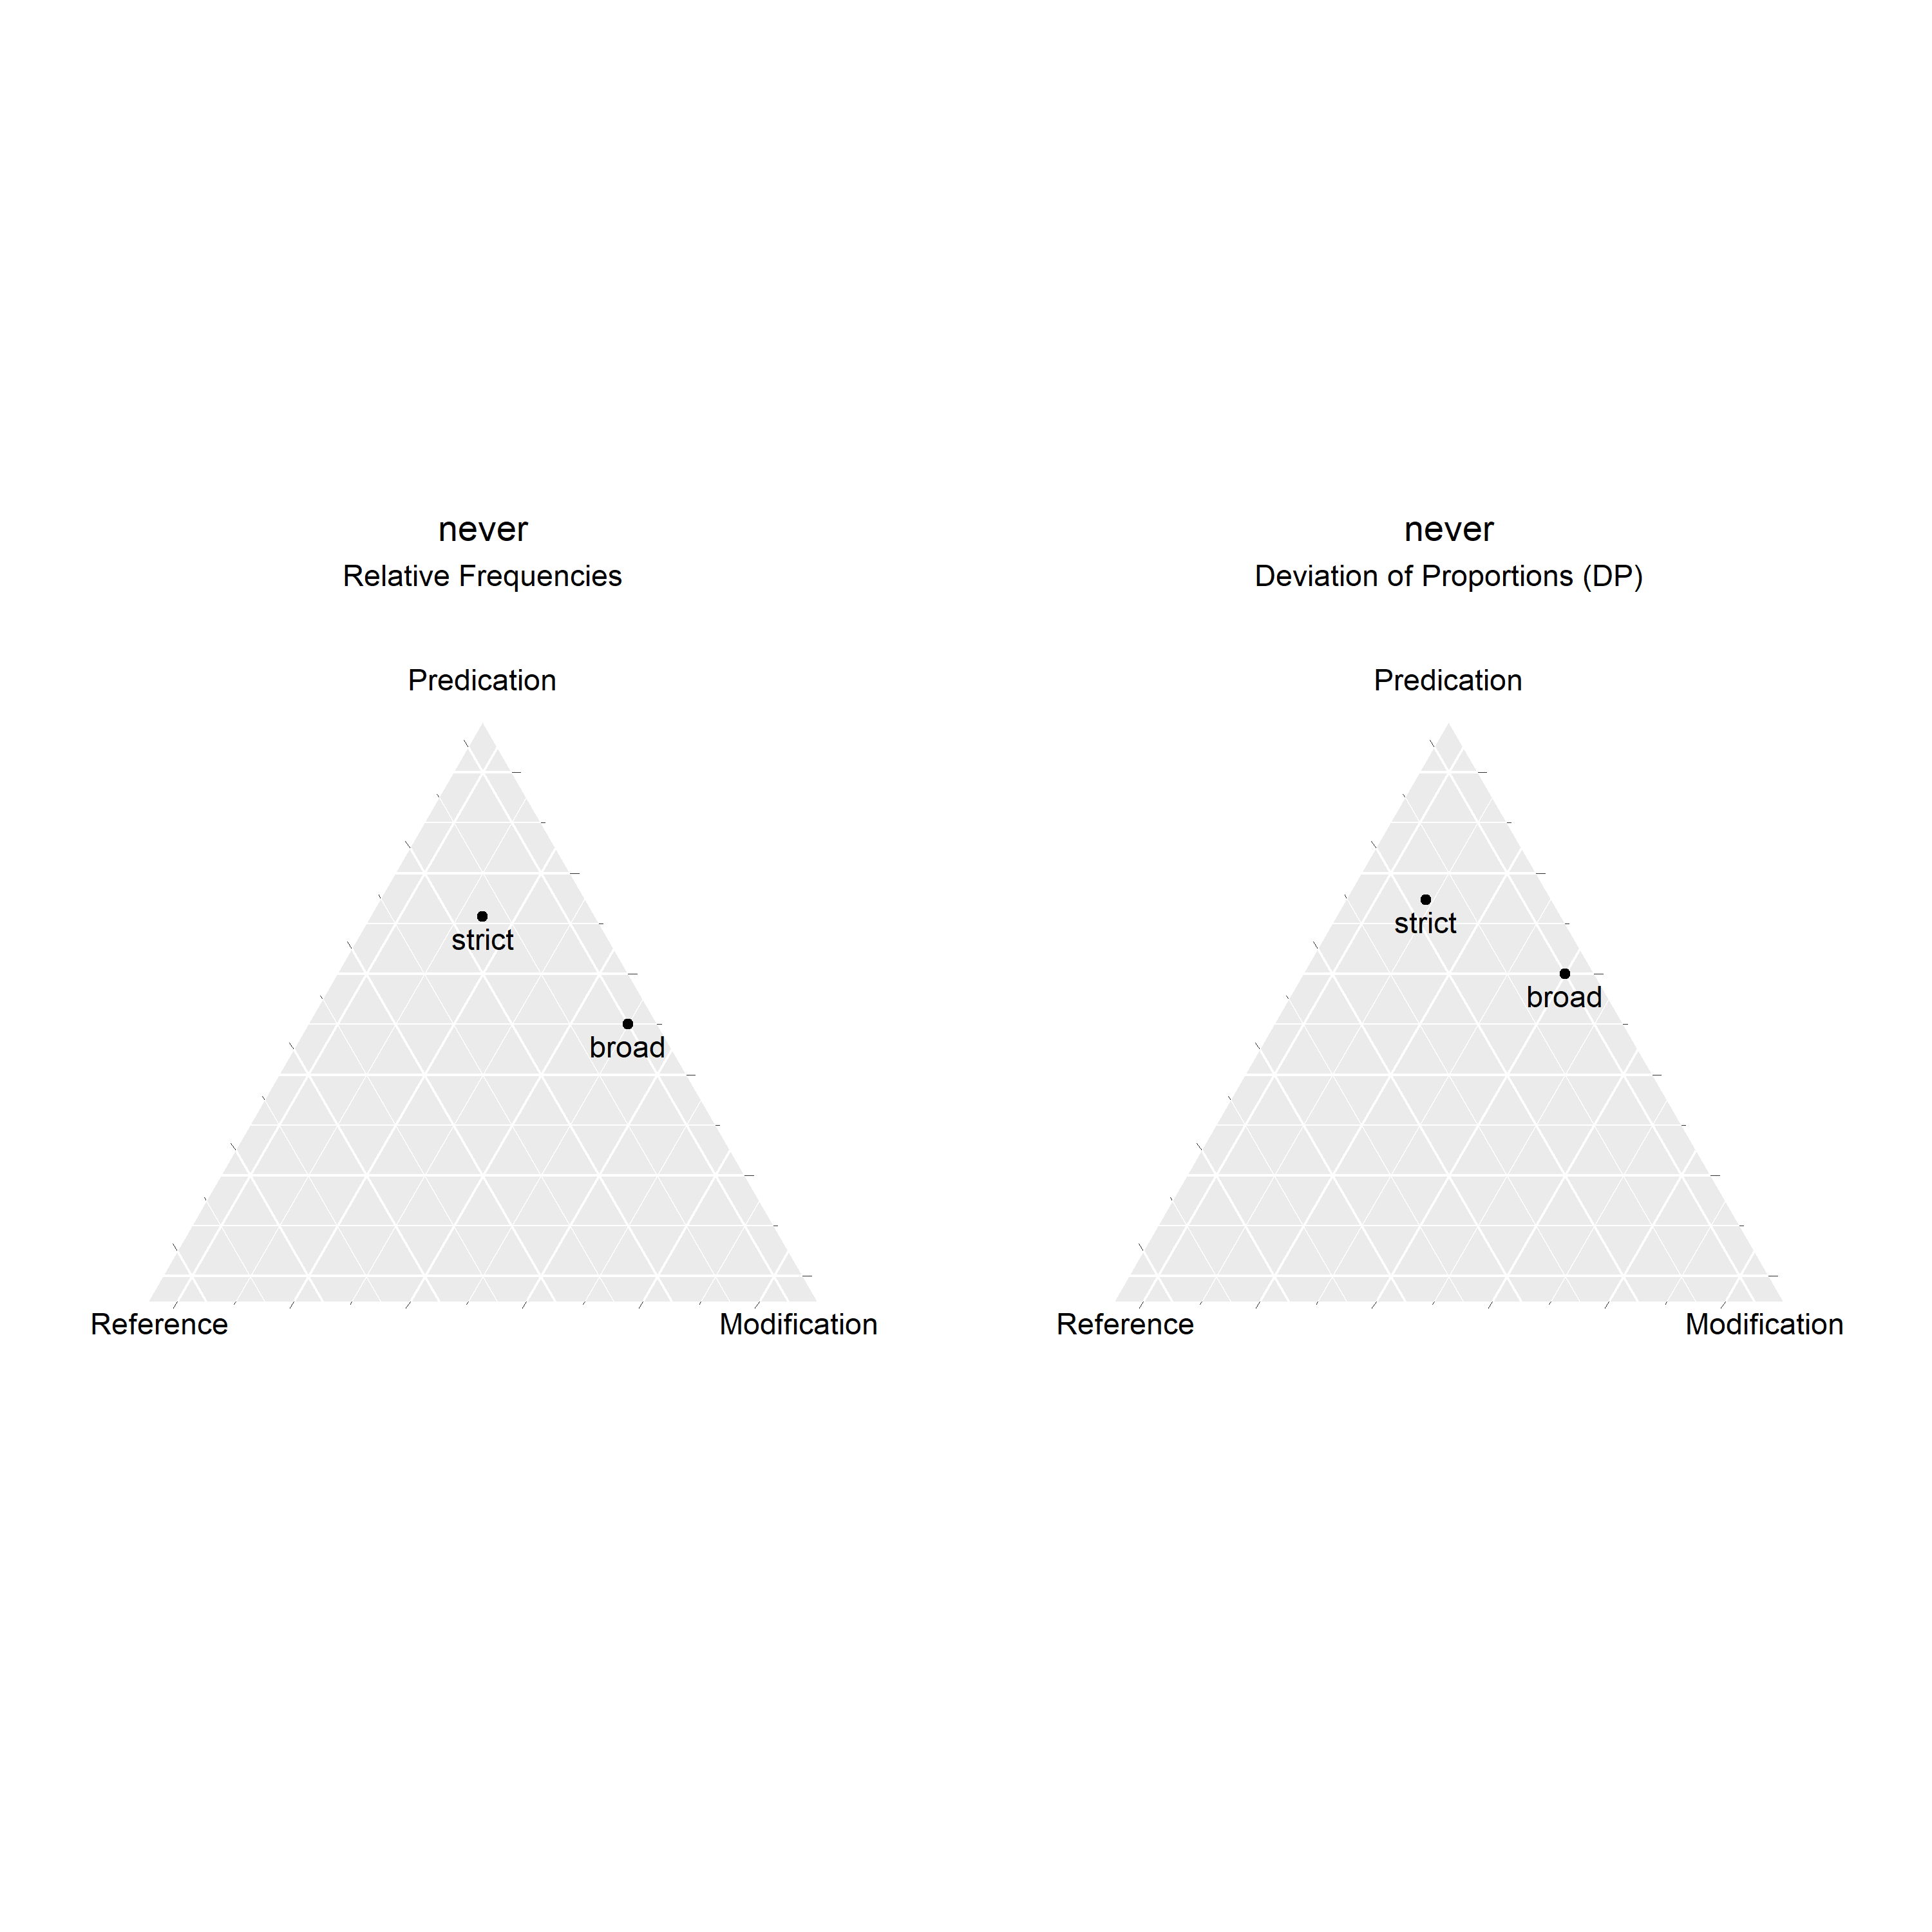 never
Relative Frequencies
Predication
strict
broad
Reference
Modification
never
Deviation of Proportions (DP)
Predication
strict
broad
Reference
Modification